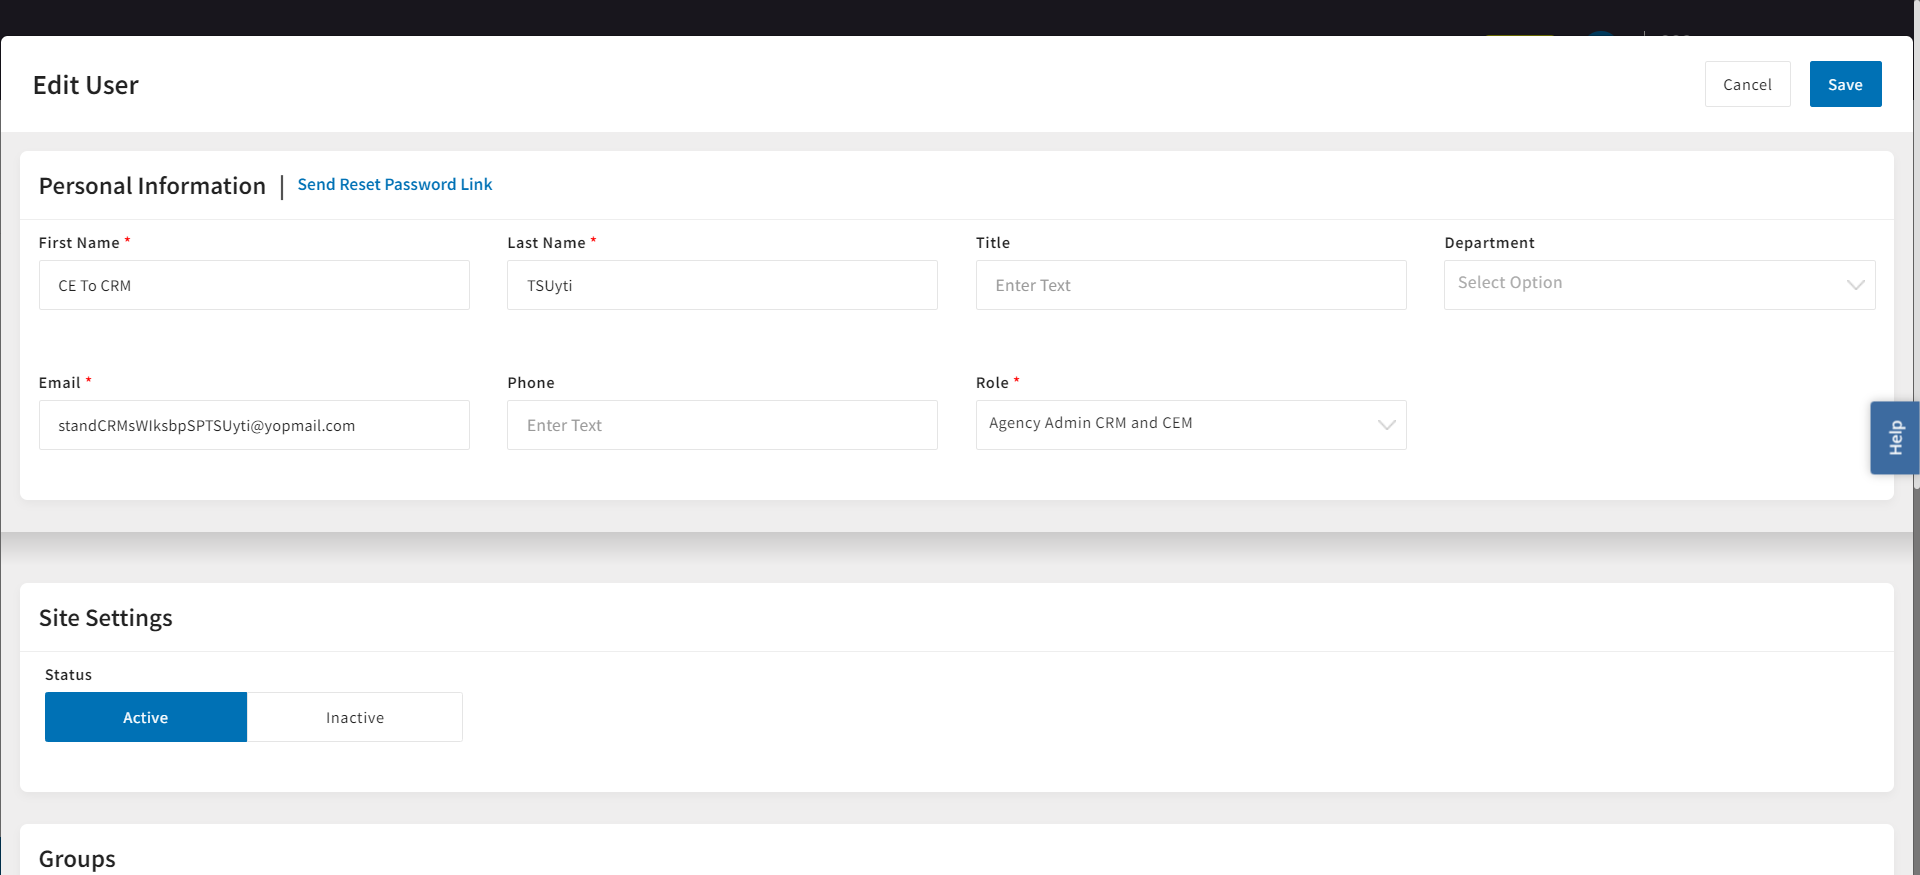 Edit User
Cancel
Save
Personal Information | Send Reset Password Link
First Name *
Last Name *
Title
Department
CE To CRM
TSUyti
Enter Text
Select Option
Email *
Phone
Role *
standCRMsWIksbpSPTSUyti@yopmail.com
Enter Text
Agency Admin CRM and CEM
Help
Site Settings
Status
Active
Inactive
Groups